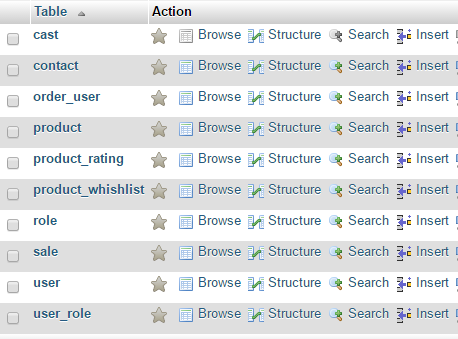 Table Action
cast Browse Structure Search Insert
contact Browse Structure Search Insert
order_user Browse Structure Search Insert
product Browse Structure Search Insert
product_rating Browse Structure Search Insert
product_whishlist Browse Structure Search Insert
role Browse Structure Search Insert
sale Browse Structure Search Insert
user Browse Structure Search Insert
user_role Browse Structure Search Insert